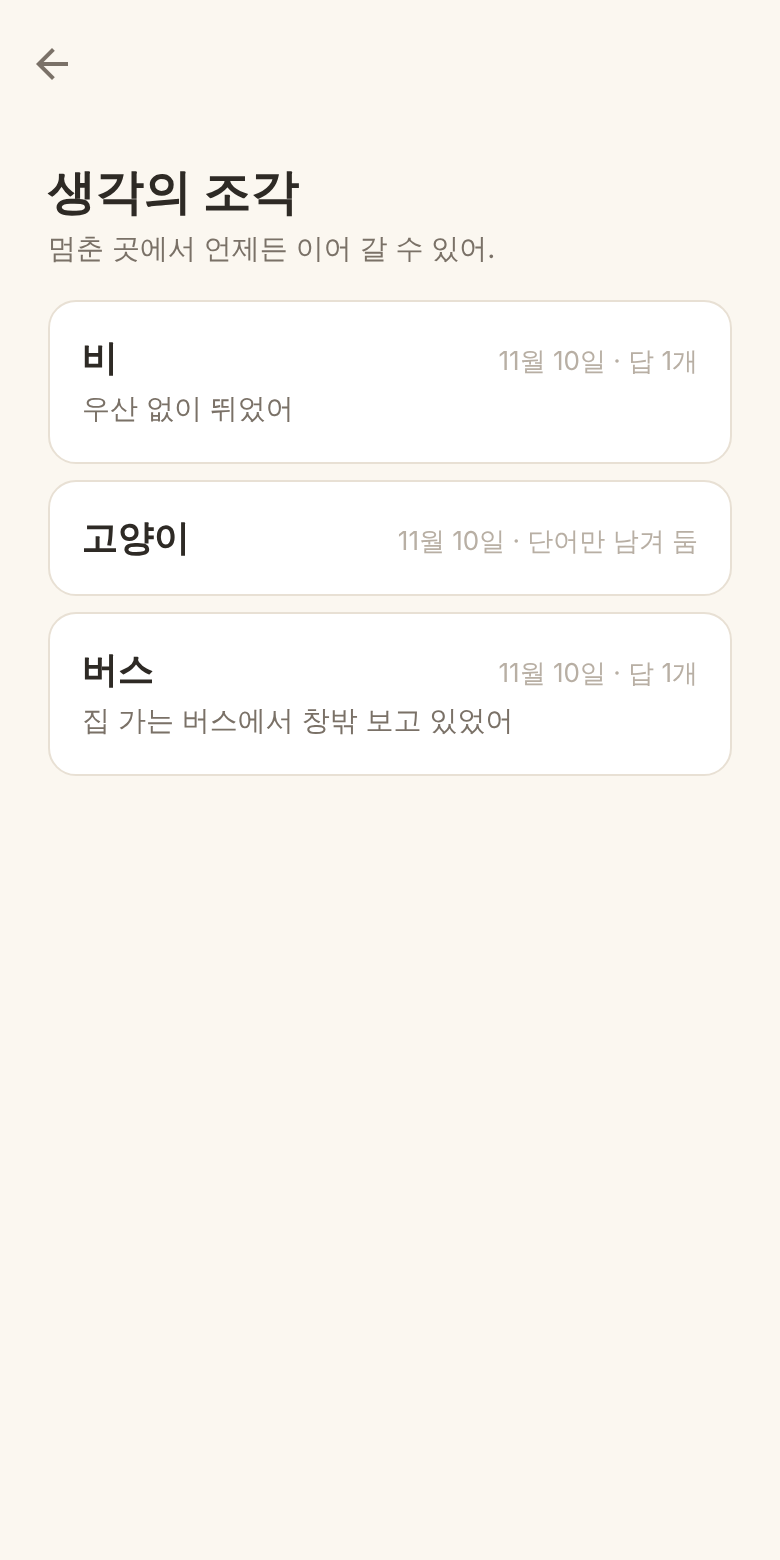 생각의 조각
멈춘 곳에서 언제든 이어 갈 수 있어.
비 11월 10일 · 답 1개
우산 없이 뛰었어
고양이 11월 10일 · 단어만 남겨 둠
버스 11월 10일 · 답 1개
집 가는 버스에서 창밖 보고 있었어